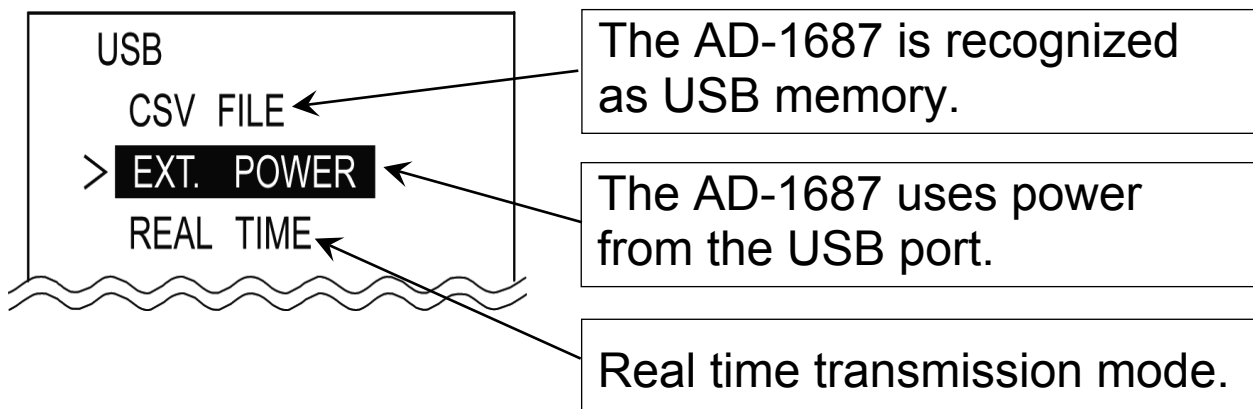 USB
CSV FILE
> EXT. POWER
REAL TIME
The AD-1687 is recognized
as USB memory.
The AD-1687 uses power
from the USB port.
Real time transmission mode.